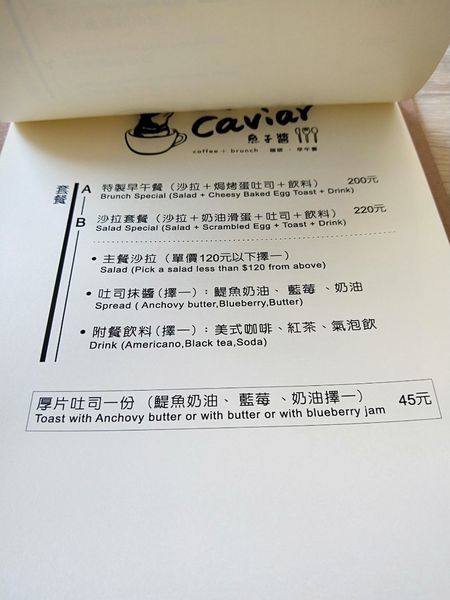 caviar
魚子醬
coffee + brunch 咖啡 · 早午餐
套餐
A 特製早午餐（沙拉＋焗烤蛋吐司＋飲料） 200元
Brunch Special (Salad + Cheesy Baked Egg Toast + Drink)
B 沙拉套餐（沙拉＋奶油滑蛋＋吐司＋飲料） 220元
Salad Special (Salad + Scrambled Egg + Toast + Drink)
• 主餐沙拉（單價120元以下擇一）
Salad (Pick a salad less than $120 from above)
• 吐司抹醬(擇一)：鯷魚奶油、藍莓、奶油
Spread ( Anchovy butter,Blueberry,Butter)
• 附餐飲料(擇一)：美式咖啡、紅茶、氣泡飲
Drink (Americano,Black tea,Soda)
厚片吐司一份（鯷魚奶油、藍莓、奶油擇一） 45元
Toast with Anchovy butter or with butter or with blueberry jam